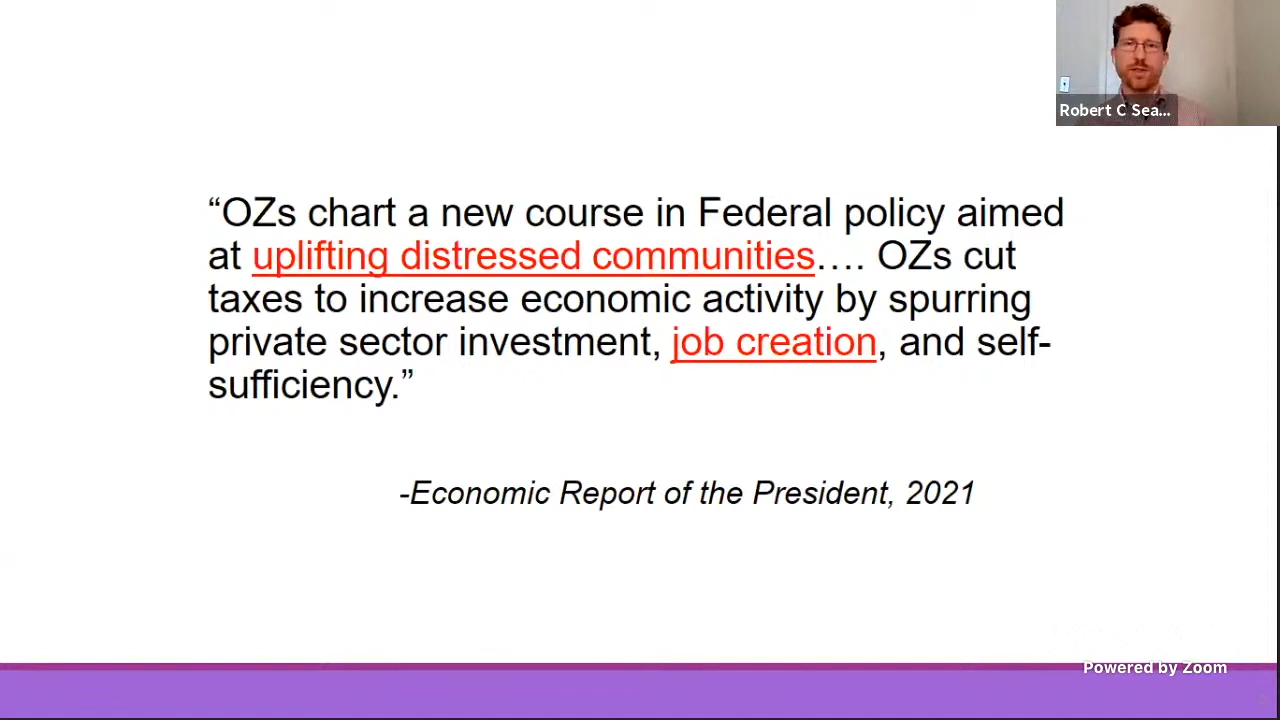 Robert C Sea...
“OZs chart a new course in Federal policy aimed
at uplifting distressed communities…. OZs cut
taxes to increase economic activity by spurring
private sector investment, job creation, and self-
sufficiency.”
-Economic Report of the President, 2021
Powered by Zoom